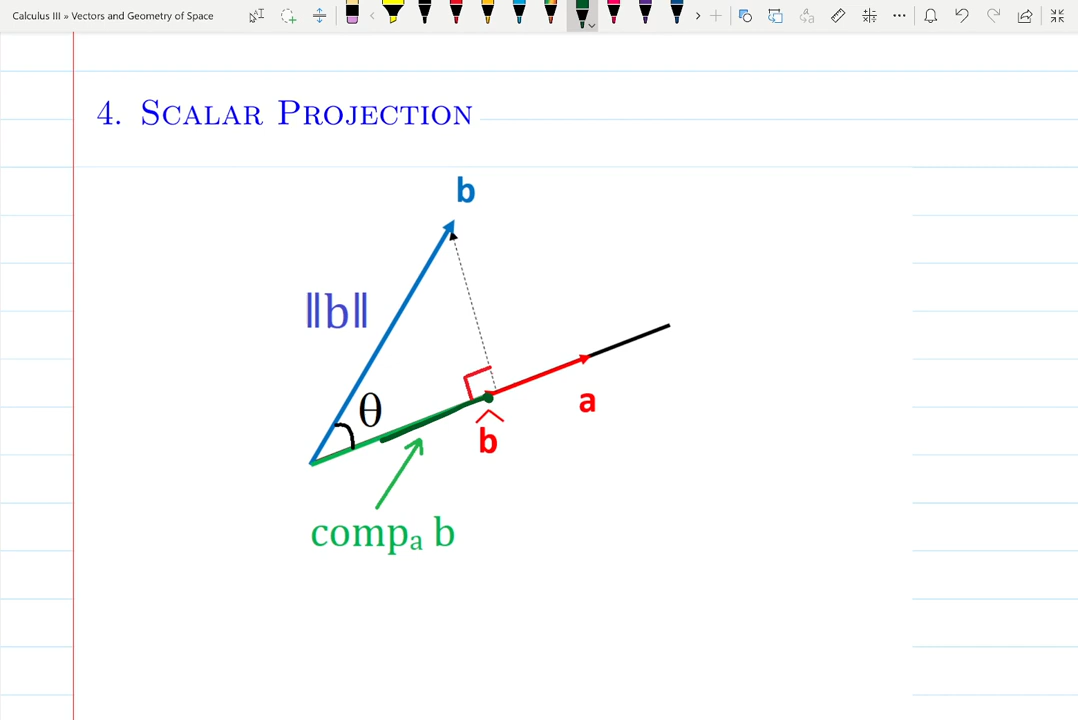 Calculus III » Vectors and Geometry of Space
4. SCALAR PROJECTION
b
‖b‖
θ
a
b̂
compₐ b